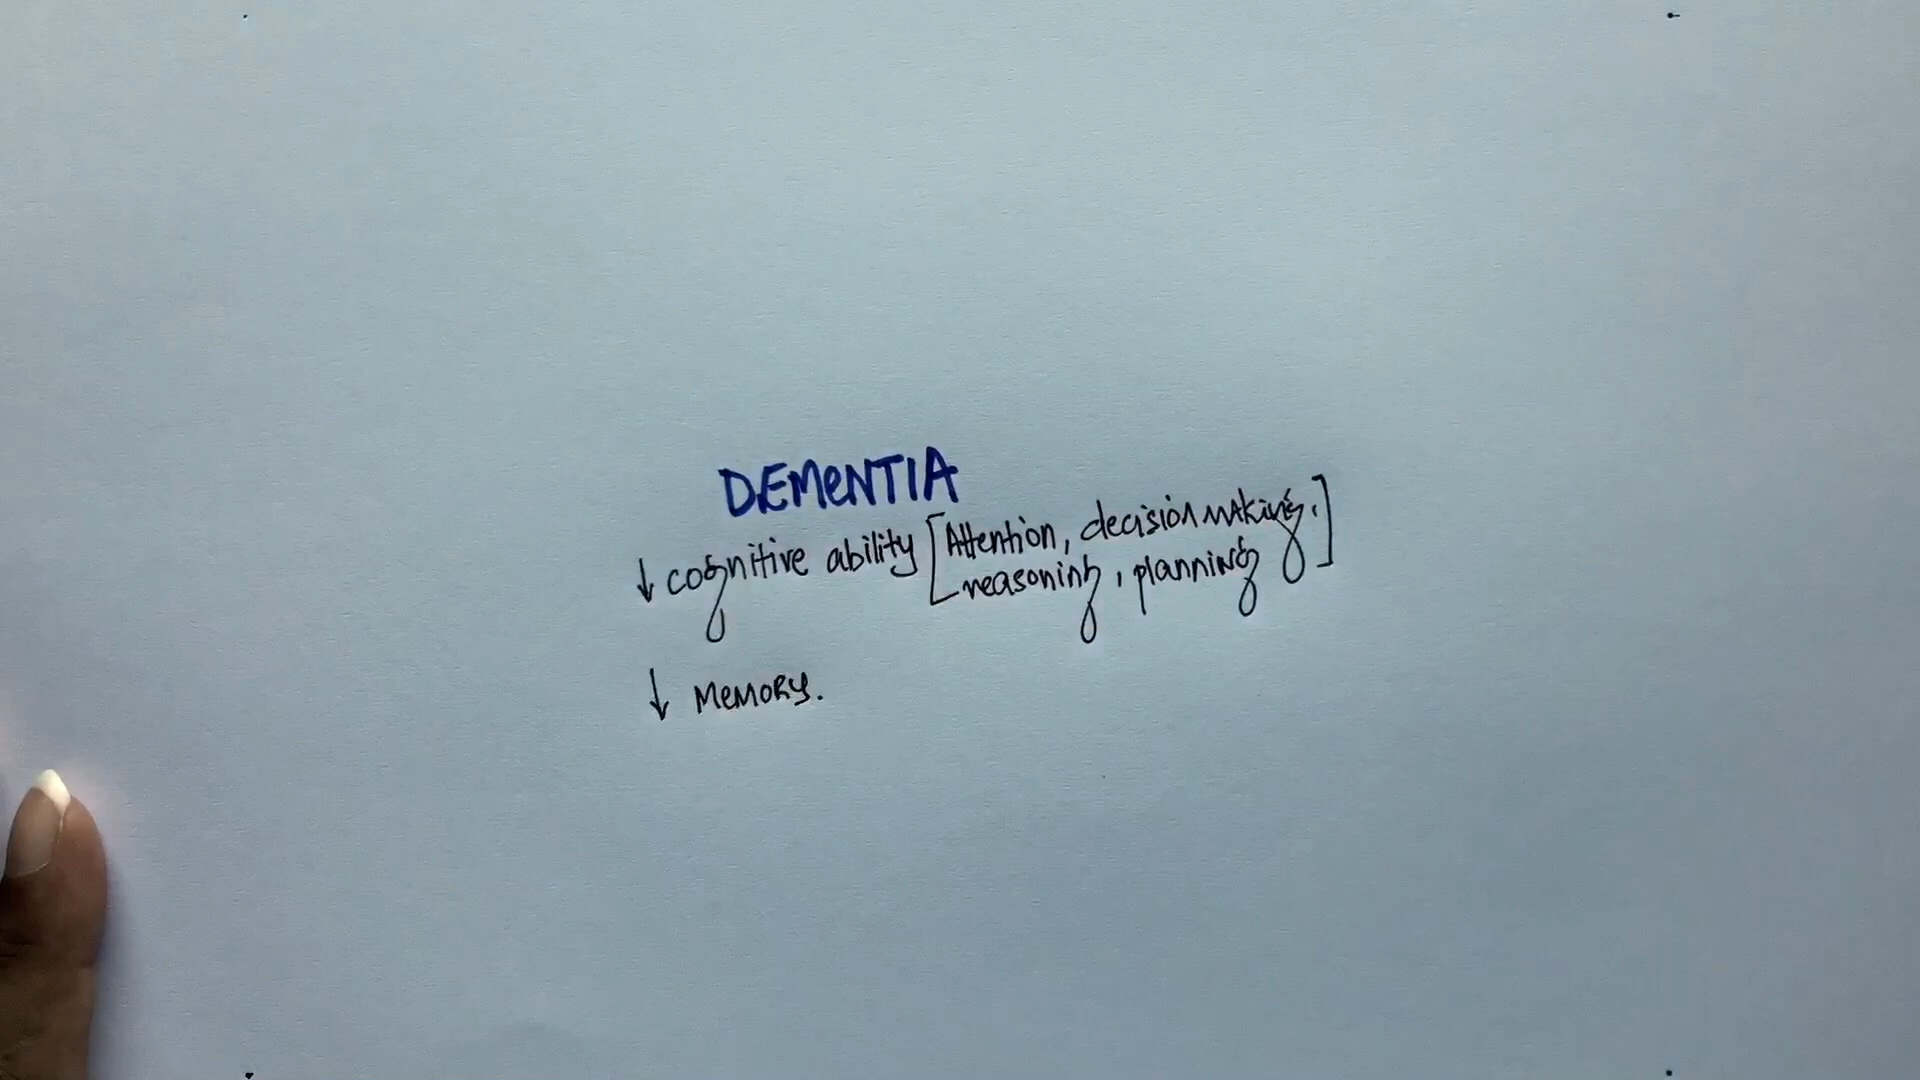 DEMENTIA
↓ cognitive ability [Attention, decision making,
reasoning, planning]
↓ MEMORY.